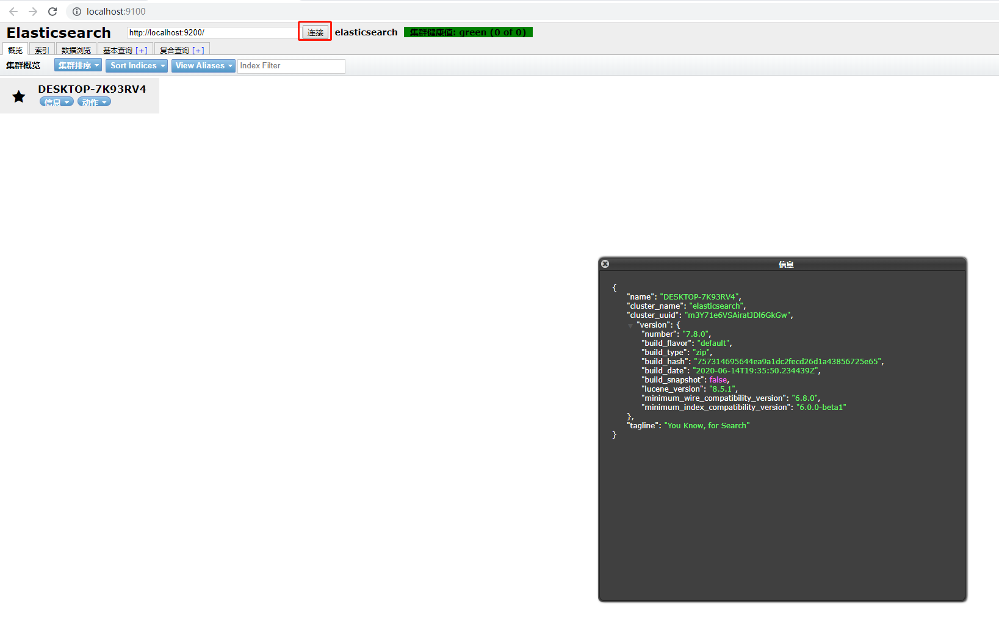 localhost:9100
Elasticsearch http://localhost:9200/ 连接 elasticsearch 集群健康值: green (0 of 0)
概览 索引 数据浏览 基本查询 [+] 复合查询 [+]
集群概览 集群排序 Sort Indices View Aliases Index Filter
DESKTOP-7K93RV4
信息 动作
信息
{
"name": "DESKTOP-7K93RV4",
"cluster_name": "elasticsearch",
"cluster_uuid": "m3Y71e6VSAiratJDl6GkGw",
"version": {
"number": "7.8.0",
"build_flavor": "default",
"build_type": "zip",
"build_hash": "757314695644ea9a1dc2fecd26d1a43856725e65",
"build_date": "2020-06-14T19:35:50.234439Z",
"build_snapshot": false,
"lucene_version": "8.5.1",
"minimum_wire_compatibility_version": "6.8.0",
"minimum_index_compatibility_version": "6.0.0-beta1"
},
"tagline": "You Know, for Search"
}